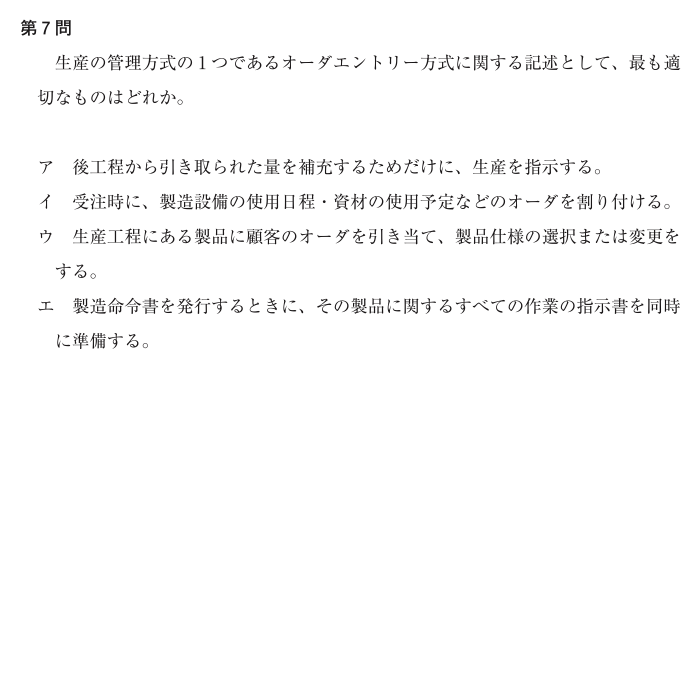 第７問
生産の管理方式の１つであるオーダエントリー方式に関する記述として、最も適
切なものはどれか。
ア　後工程から引き取られた量を補充するためだけに、生産を指示する。
イ　受注時に、製造設備の使用日程・資材の使用予定などのオーダを割り付ける。
ウ　生産工程にある製品に顧客のオーダを引き当て、製品仕様の選択または変更を
する。
エ　製造命令書を発行するときに、その製品に関するすべての作業の指示書を同時
に準備する。